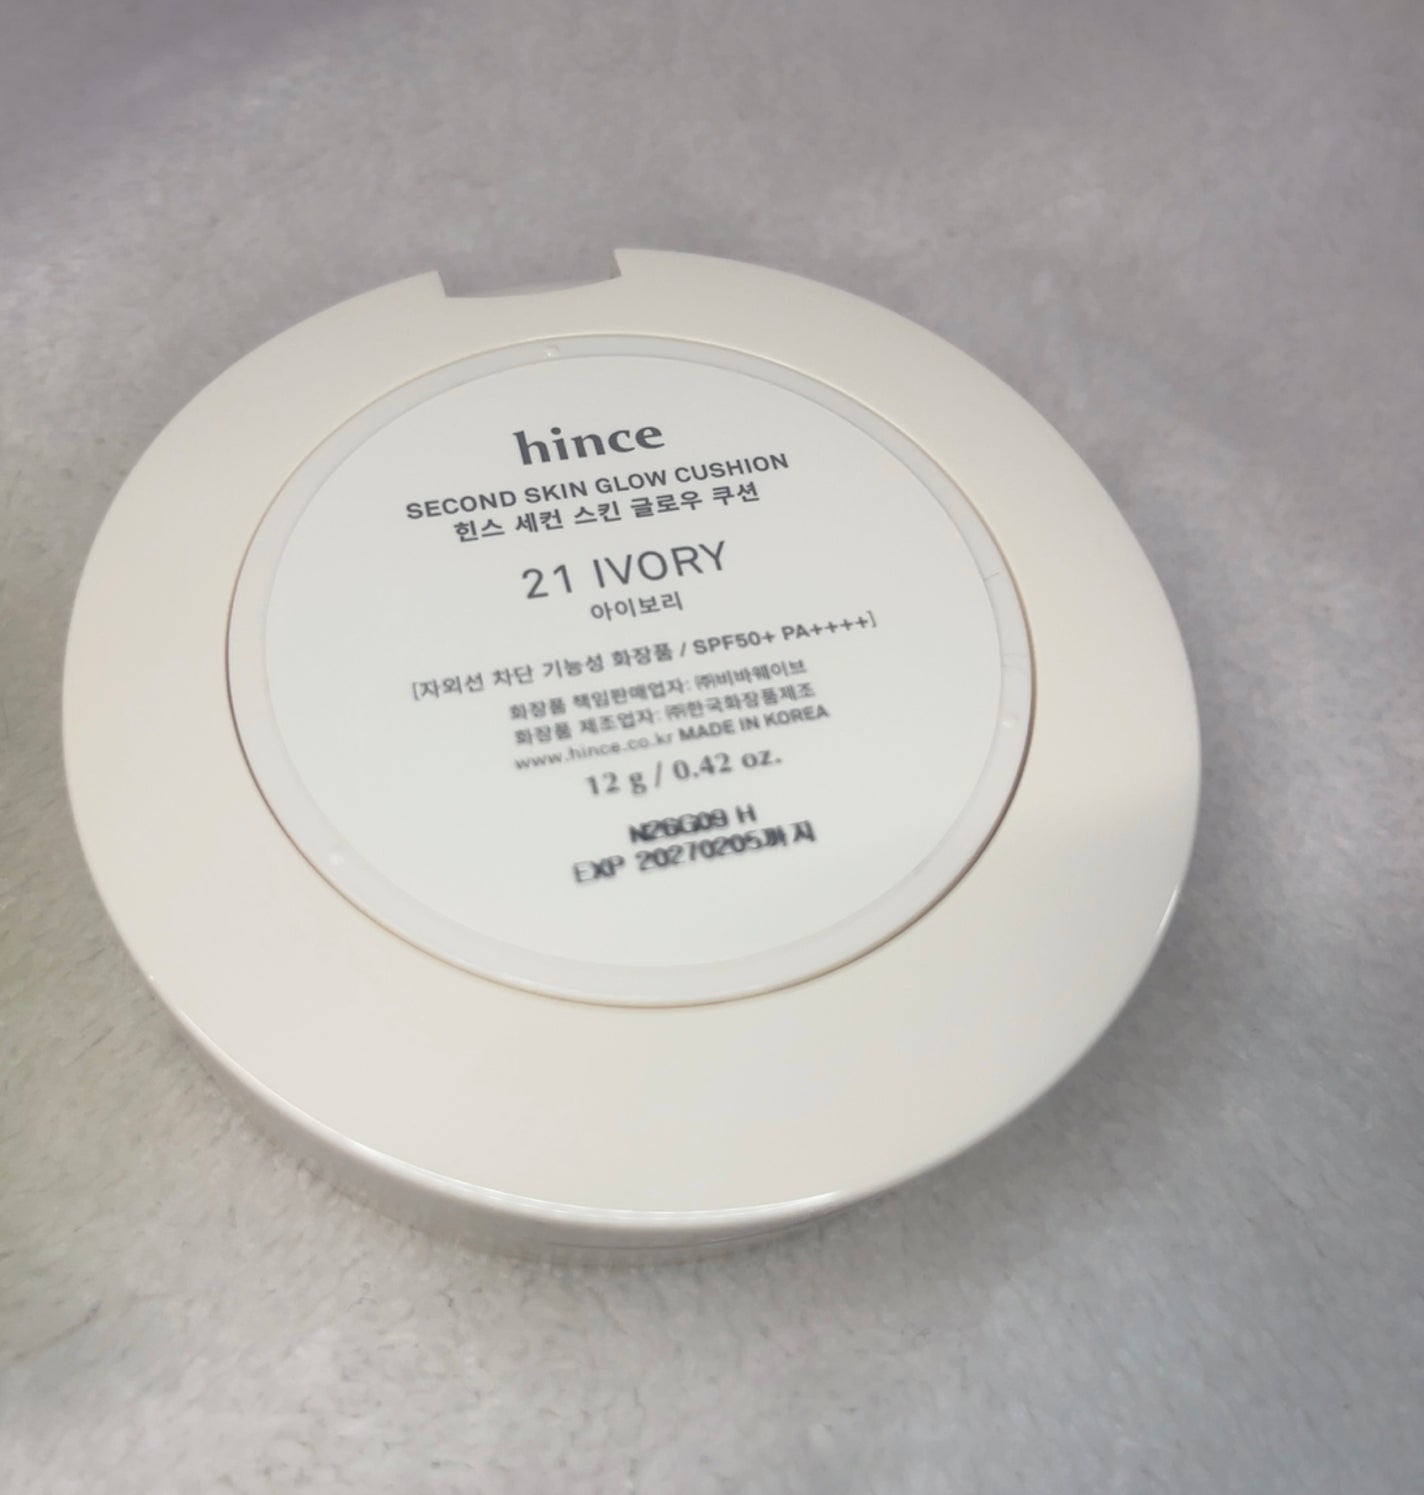 hince
SECOND SKIN GLOW CUSHION
힌스 세컨 스킨 글로우 쿠션
21 IVORY
아이보리
[자외선 차단 기능성 화장품 / SPF50+ PA++++]
화장품 책임판매업자: ㈜비바웨이브
화장품 제조업자: ㈜한국화장품제조
www.hince.co.kr MADE IN KOREA
12 g / 0.42 oz.
N26G09 H
EXP 20270205까지